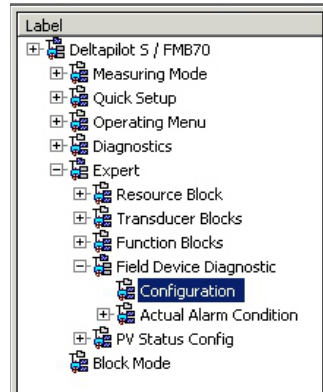 Label
Deltapilot S / FMB70
Measuring Mode
Quick Setup
Operating Menu
Diagnostics
Expert
Resource Block
Transducer Blocks
Function Blocks
Field Device Diagnostic
Configuration
Actual Alarm Condition
PV Status Config
Block Mode